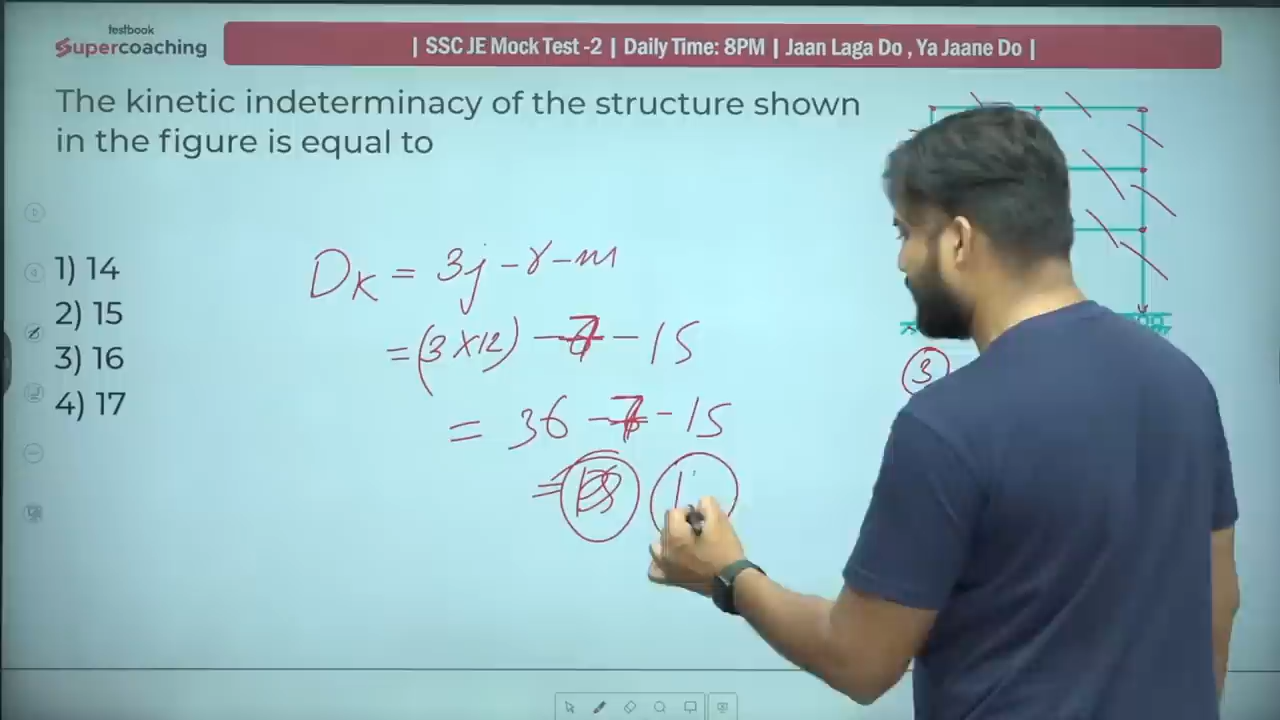 testbook
Supercoaching
| SSC JE Mock Test -2 | Daily Time: 8PM | Jaan Laga Do , Ya Jaane Do |
The kinetic indeterminacy of the structure shown
in the figure is equal to
1) 14
2) 15
3) 16
4) 17
DK = 3j - r - m
= (3 × 12) - 7 - 15
= 36 - 7 - 15
=
3